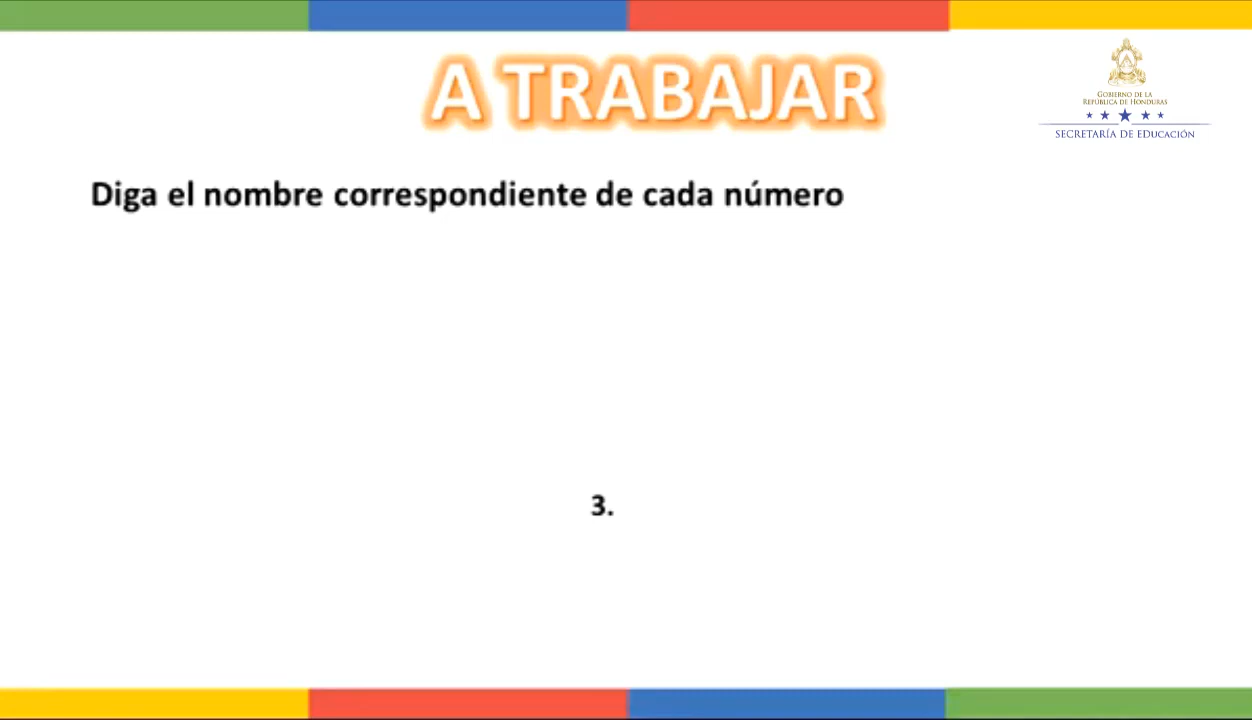 A TRABAJAR
GOBIERNO DE LA
REPÚBLICA DE HONDURAS
SECRETARÍA DE EDUCACIÓN
Diga el nombre correspondiente de cada número
3.